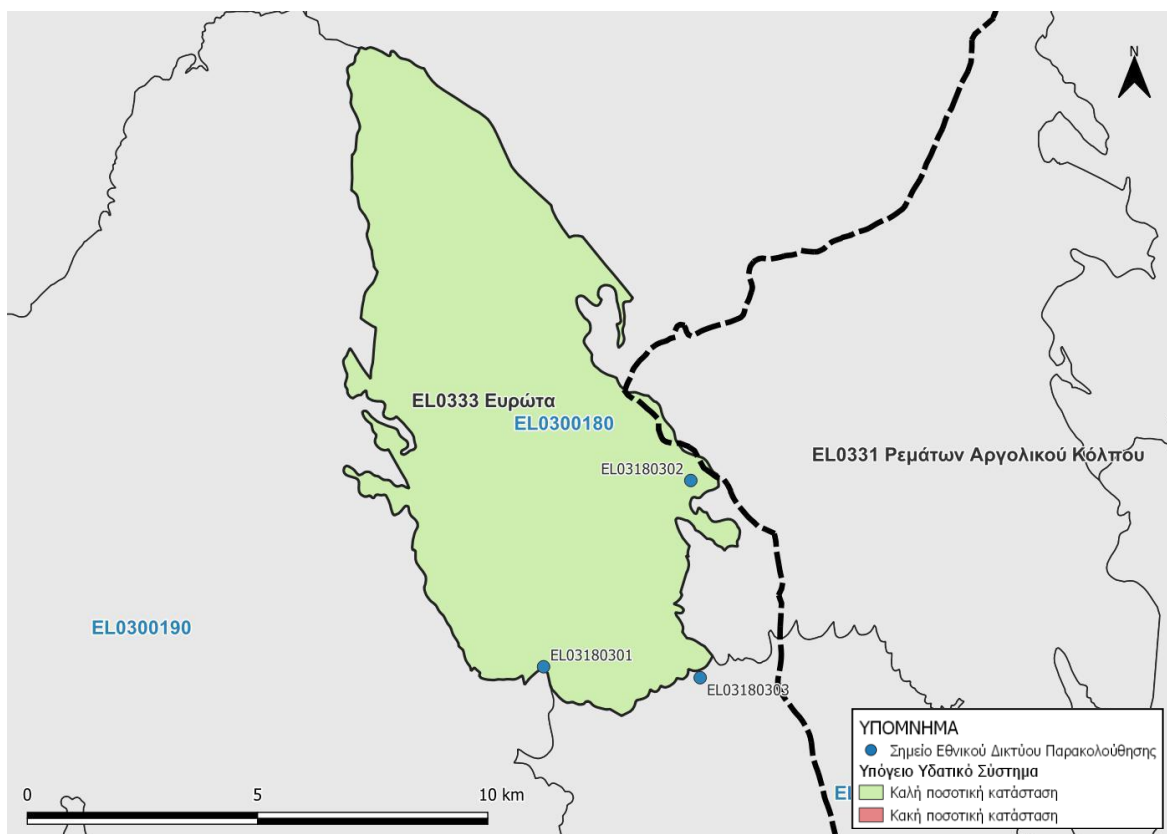 N
EL0333 Ευρώτα
EL0300180
EL0331 Ρεμάτων Αργολικού Κόλπου
EL03180302
EL0300190
EL03180301
EL03180303
ΥΠΟΜΝΗΜΑ
Σημείο Εθνικού Δικτύου Παρακολούθησης
Υπόγειο Υδατικό Σύστημα
Καλή ποσοτική κατάσταση
Κακή ποσοτική κατάσταση
0 5 10 km